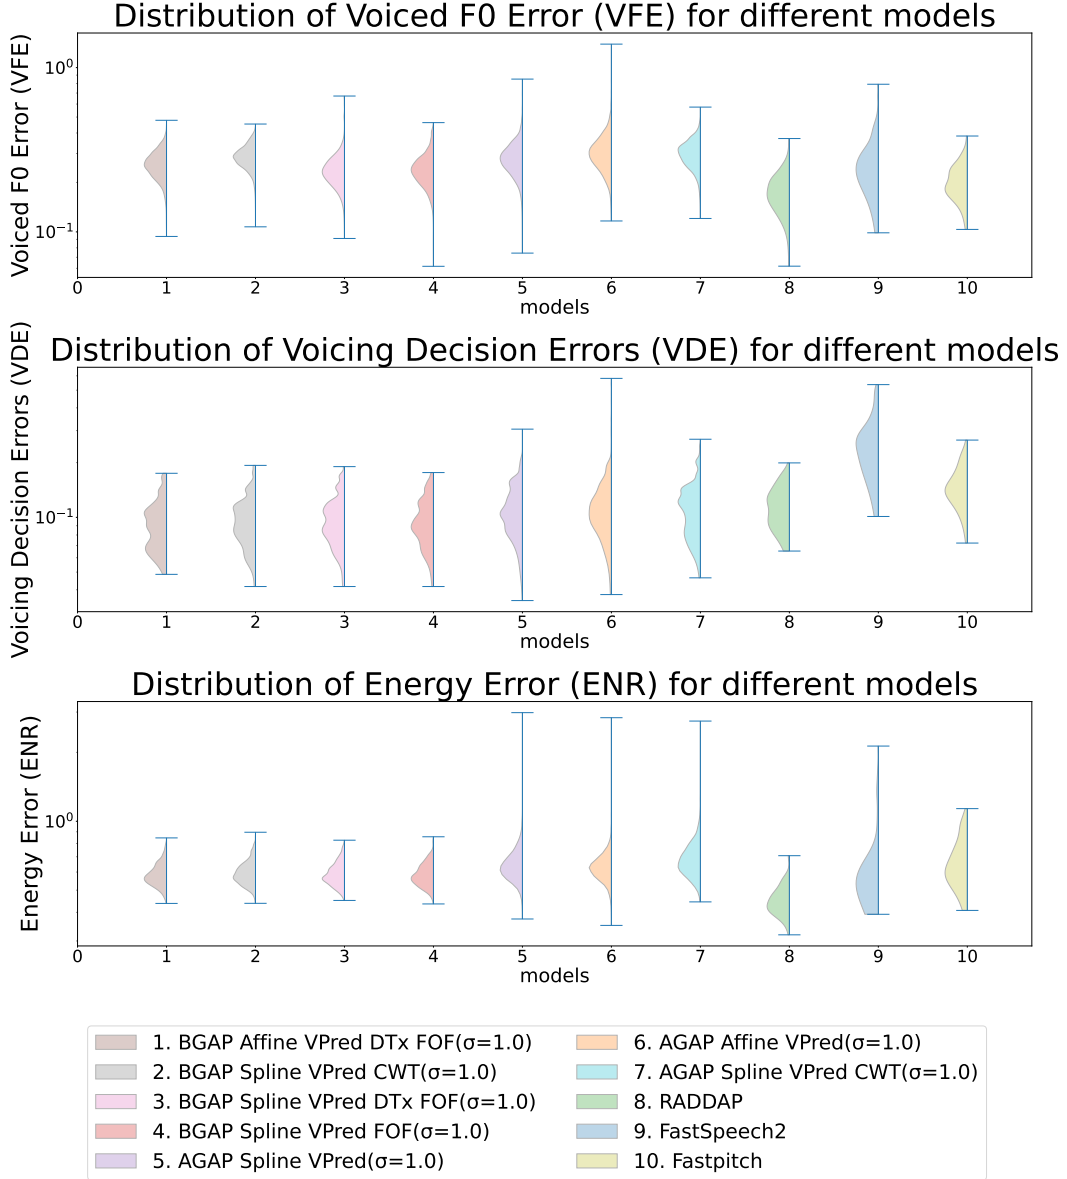 Distribution of Voiced F0 Error (VFE) for different models
Voiced F0 Error (VFE)
10⁰
10⁻¹
0 1 2 3 4 5 6 7 8 9 10
models
Distribution of Voicing Decision Errors (VDE) for different models
Voicing Decision Errors (VDE)
10⁻¹
0 1 2 3 4 5 6 7 8 9 10
models
Distribution of Energy Error (ENR) for different models
Energy Error (ENR)
10⁰
0 1 2 3 4 5 6 7 8 9 10
models
1. BGAP Affine VPred DTx FOF(σ=1.0)
2. BGAP Spline VPred CWT(σ=1.0)
3. BGAP Spline VPred DTx FOF(σ=1.0)
4. BGAP Spline VPred FOF(σ=1.0)
5. AGAP Spline VPred(σ=1.0)
6. AGAP Affine VPred(σ=1.0)
7. AGAP Spline VPred CWT(σ=1.0)
8. RADDAP
9. FastSpeech2
10. Fastpitch